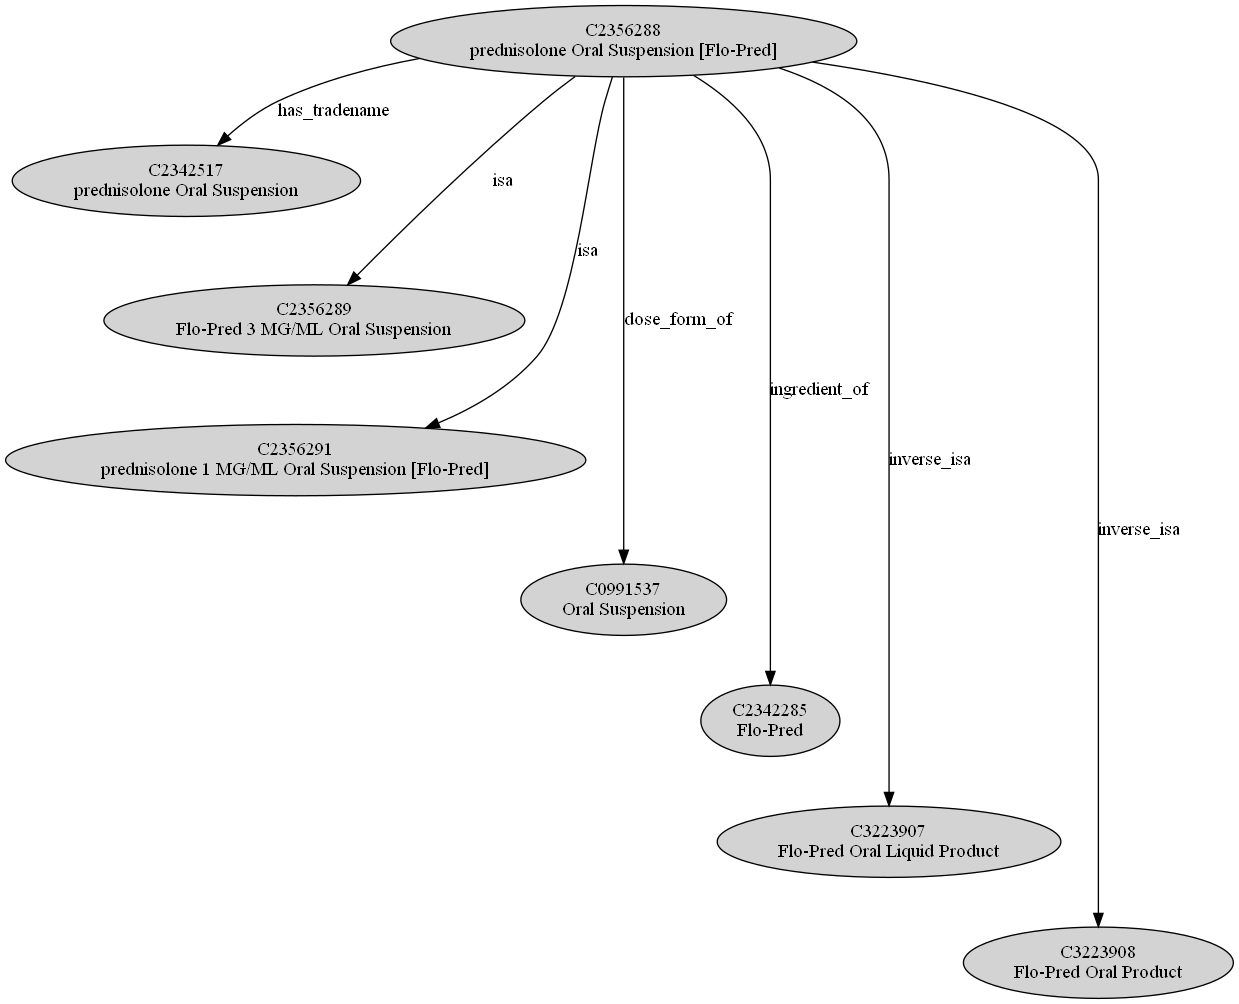 C2356288
prednisolone Oral Suspension [Flo-Pred]
has_tradename
C2342517
prednisolone Oral Suspension
isa
isa
C2356289
Flo-Pred 3 MG/ML Oral Suspension
dose_form_of
ingredient_of
C2356291
prednisolone 1 MG/ML Oral Suspension [Flo-Pred]
inverse_isa
inverse_isa
C0991537
Oral Suspension
C2342285
Flo-Pred
C3223907
Flo-Pred Oral Liquid Product
C3223908
Flo-Pred Oral Product